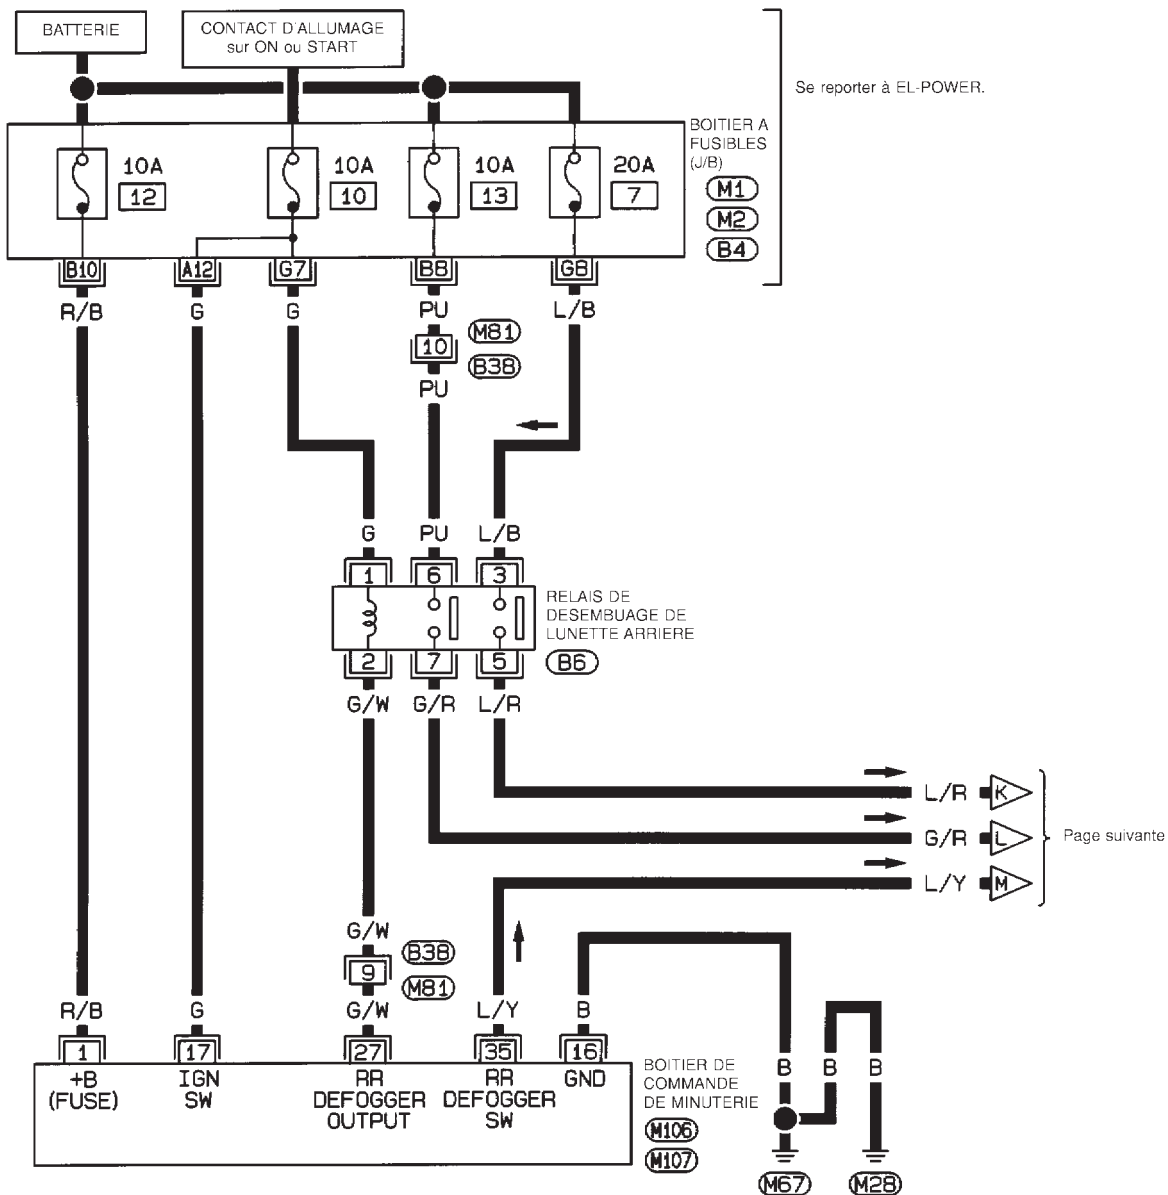 BATTERIE
CONTACT D'ALLUMAGE
sur ON ou START
Se reporter à EL-POWER.
BOITIER A
FUSIBLES
(J/B)
M1
M2
B4
10A
12
10A
10
10A
13
20A
7
B10
A12
G7
B8
G8
R/B
G
G
PU
L/B
M81
10
B38
PU
G
PU
L/B
1
6
3
RELAIS DE
DESEMBUAGE DE
LUNETTE ARRIERE
B6
2
7
5
G/W
G/R
L/R
L/R
K
G/R
L
Page suivante
L/Y
M
G/W
B38
9
M81
R/B
G
G/W
L/Y
B
1
17
27
35
16
+B
(FUSE)
IGN
SW
RR
DEFOGGER
OUTPUT
RR
DEFOGGER
SW
GND
BOITIER DE
COMMANDE
DE MINUTERIE
M106
M107
B
B
B
M67
M28